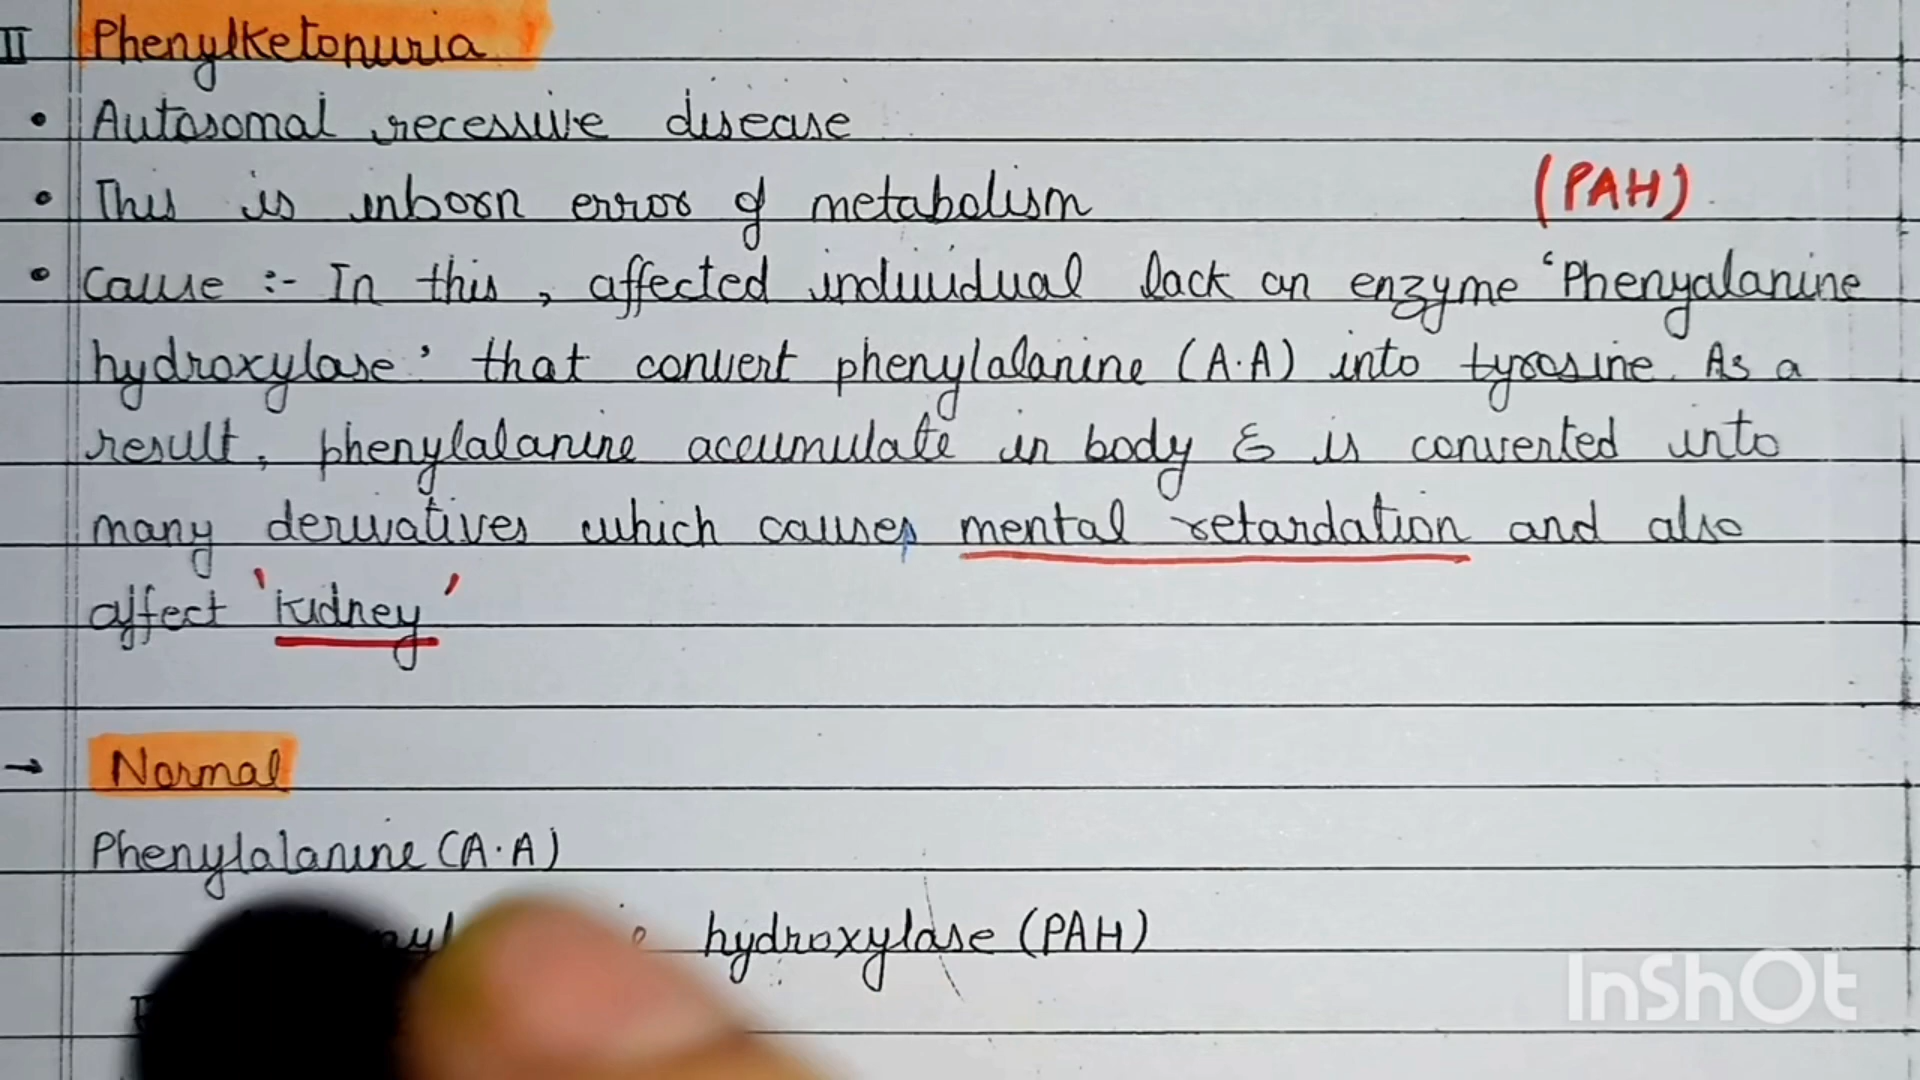 II Phenylketonuria
• Autosomal recessive disease
• This is inborn error of metabolism (PAH)
• Cause :- In this, affected individual lack an enzyme 'Phenyalanine
hydroxylase' that convert phenylalanine (A.A) into tyrosine. As a
result, phenylalanine accumulate in body & is converted into
many derivatives which causes mental retardation and also
affect 'kidney'
→ Normal
Phenylalanine (A.A)
hydroxylase (PAH)
InShOt